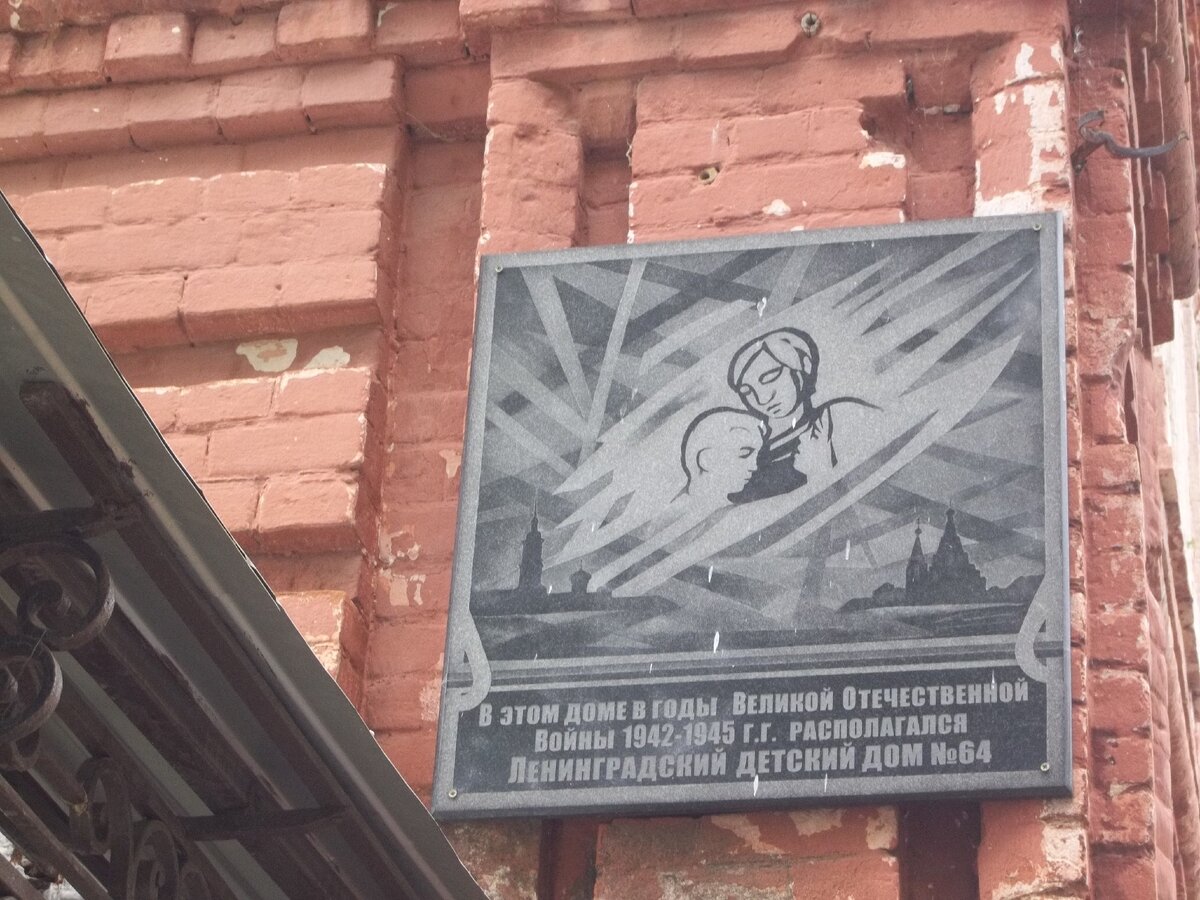 В ЭТОМ ДОМЕ В ГОДЫ ВЕЛИКОЙ ОТЕЧЕСТВЕННОЙ
ВОЙНЫ 1942-1945 Г.Г. РАСПОЛАГАЛСЯ
ЛЕНИНГРАДСКИЙ ДЕТСКИЙ ДОМ №64